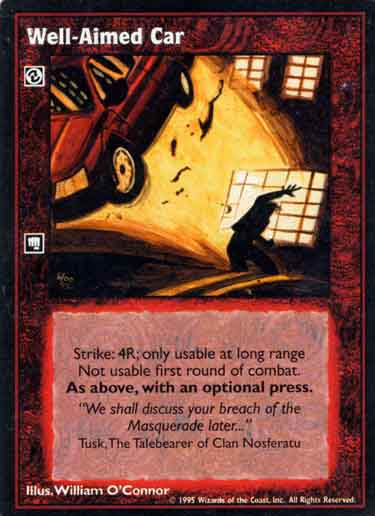 Well-Aimed Car
Strike: 4R; only usable at long range
Not usable first round of combat.
As above, with an optional press.
"We shall discuss your breach of the
Masquerade later..."
Tusk, The Talebearer of Clan Nosferatu
Illus. William O'Connor
© 1995 Wizards of the Coast, Inc. All Rights Reserved.